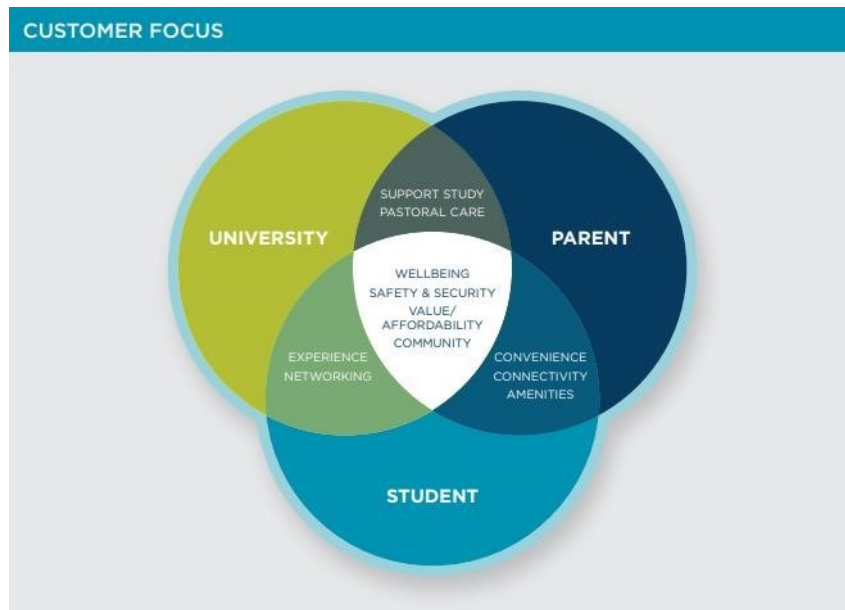 CUSTOMER FOCUS
SUPPORT STUDY
PASTORAL CARE
UNIVERSITY
PARENT
WELLBEING
SAFETY & SECURITY
VALUE/
AFFORDABILITY
COMMUNITY
EXPERIENCE
NETWORKING
CONVENIENCE
CONNECTIVITY
AMENITIES
STUDENT